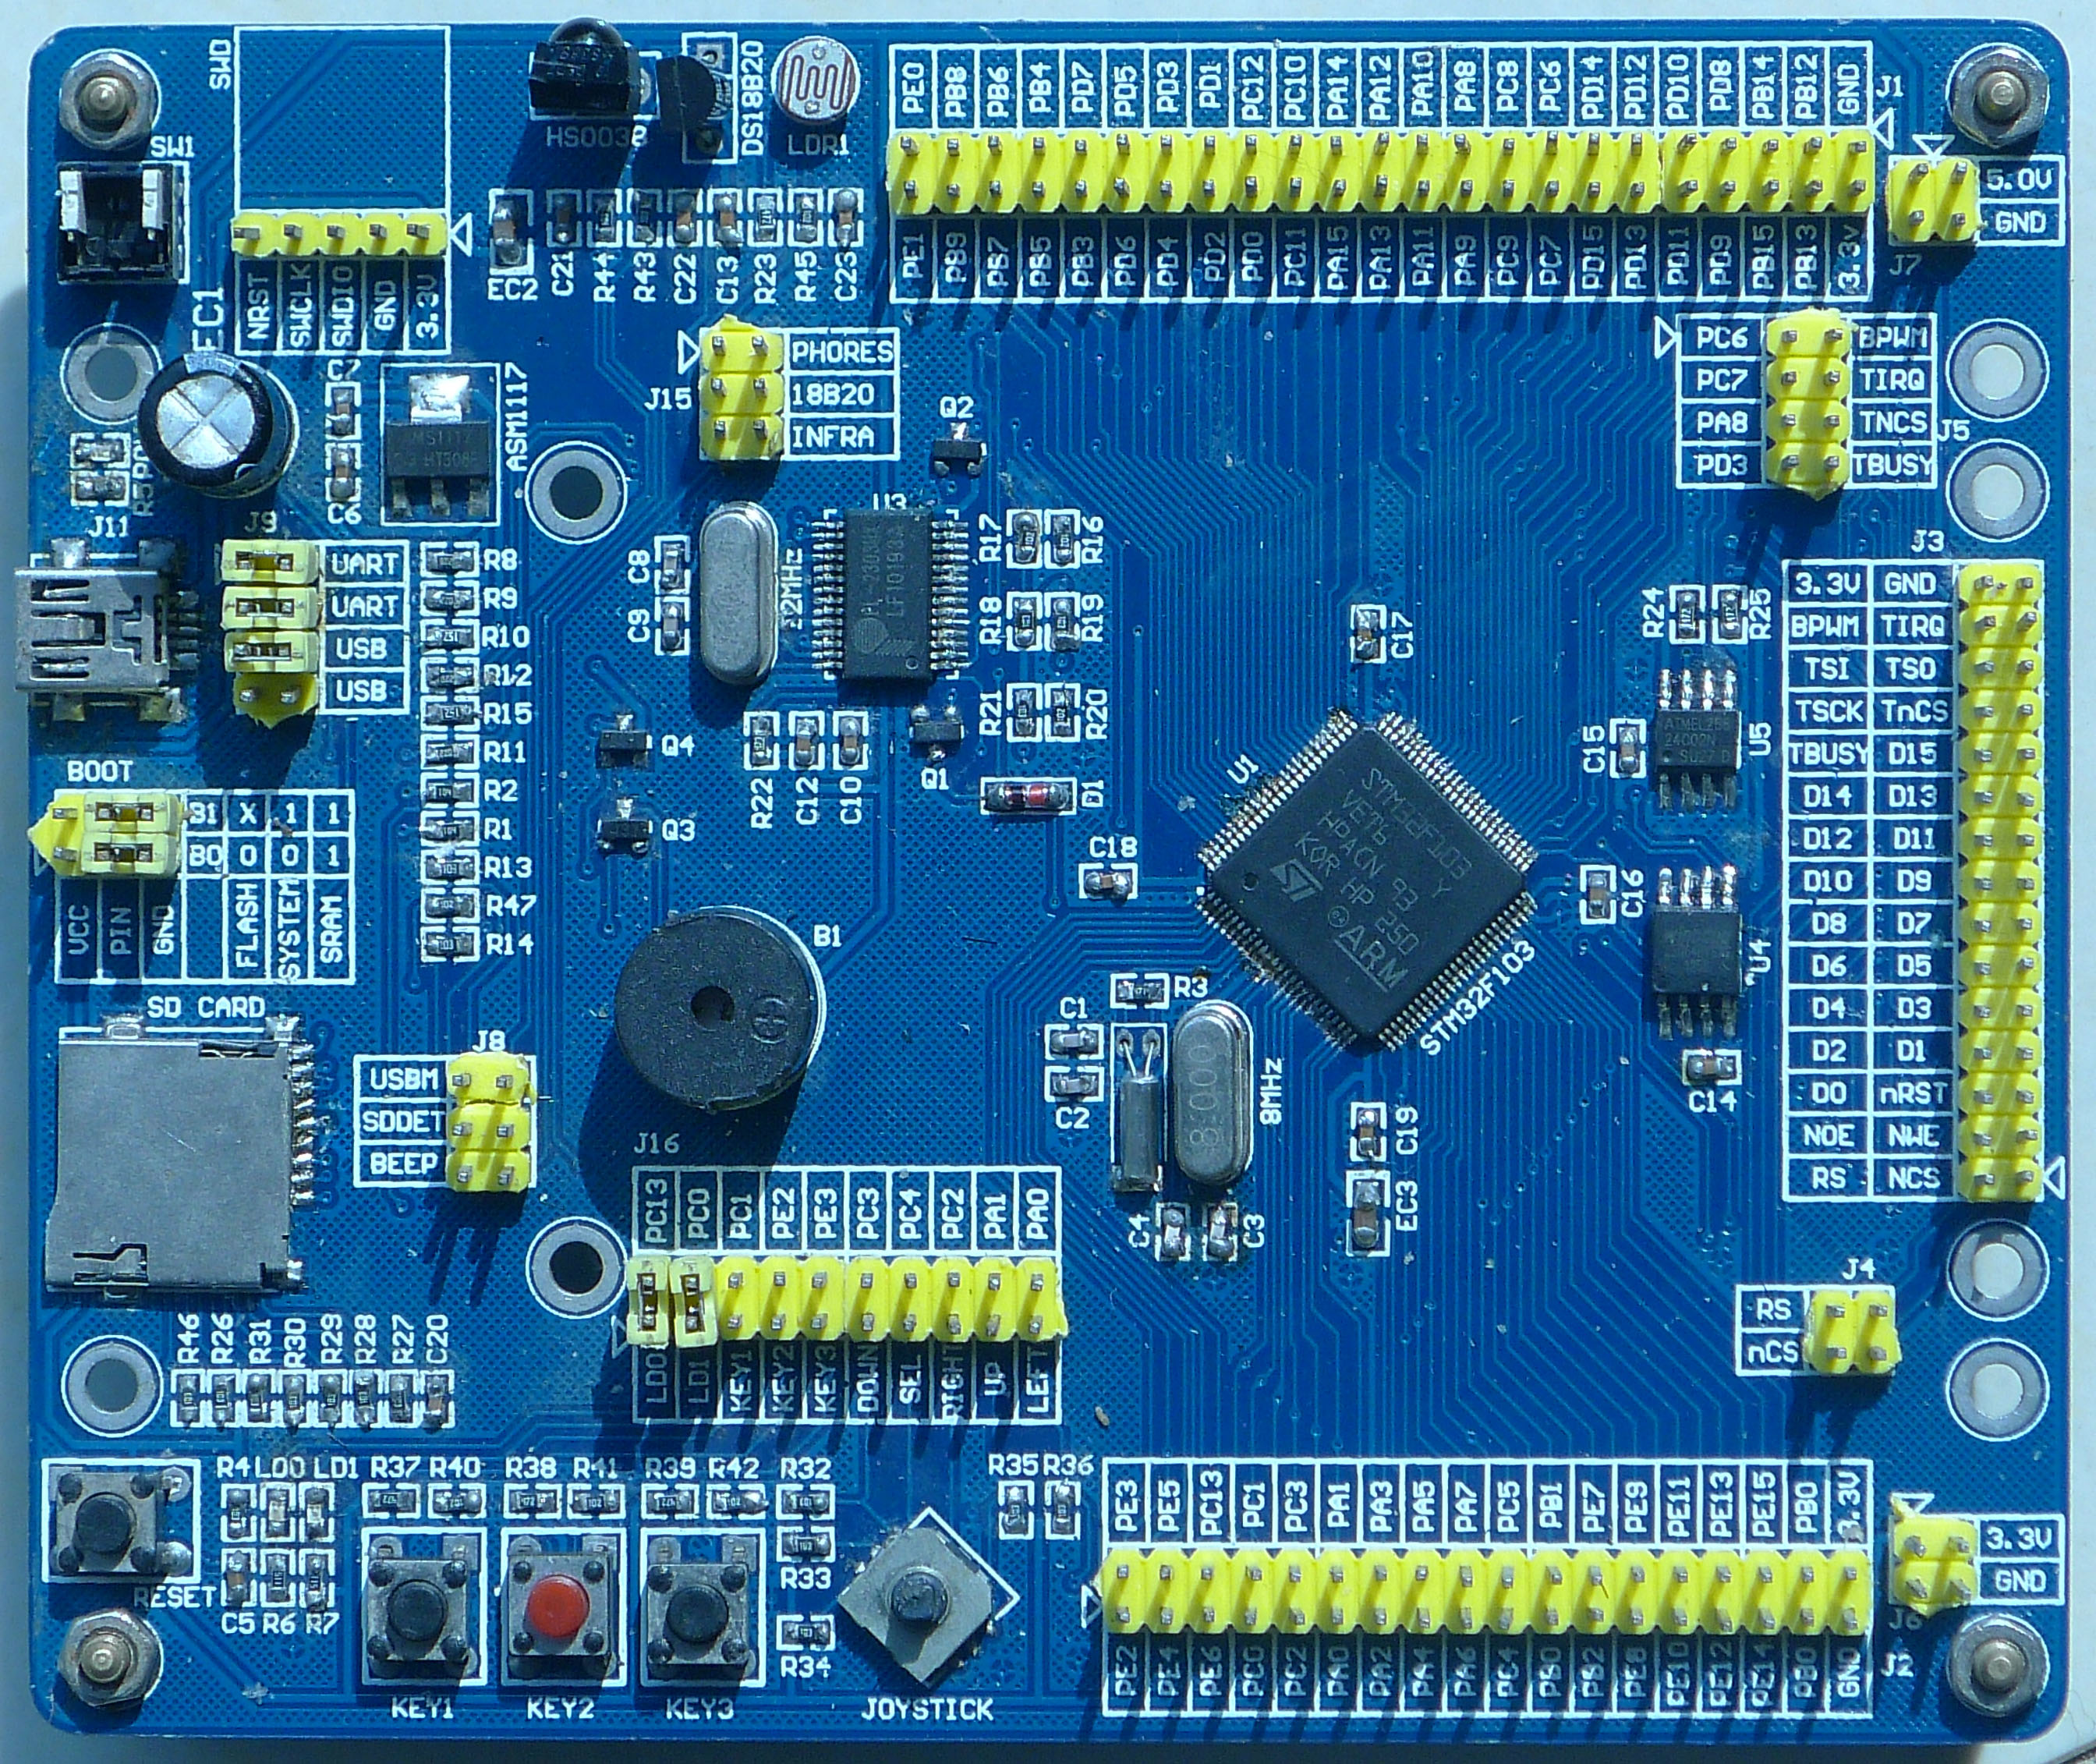 SWD
DS18B20
HS0038
LDR1
SW1
PE0 PB8 PB6 PB4 PD7 PD5 PD3 PD1 PC12 PC10 PA14 PA12 PA10 PA8 PC8 PC6 PD14 PD12 PD10 PD8 PB14 PB12 GND
J1
PE1 PB9 PB7 PB5 PB3 PD6 PD4 PD2 PD0 PC11 PA15 PA13 PA11 PA9 PC9 PC7 PD15 PD13 PD11 PD9 PB15 PB13 3.3V
5.0V
GND
J7
NRST SWCLK SWDIO GND 3.3V
EC2 C21 R44 R43 C22 C13 R23 R45 C23
EC1
ASM1117
C6
J15
PHORES
18B20
INFRA
Q2
PC6 BPWM
PC7 TIRQ
PA8 TNCS
PD3 TBUSY
J5
J11
J9
UART
UART
USB
USB
R8
R9
R10
R12
R15
R11
R2
R1
R13
R47
R14
C8
C9
U3
R17 R16
R18 R19
R21 R20
Q4
Q3
R22 C12 C10
Q1
D1
C17
C18
U1
STM32F103
ARM
STM32F103
R24 R25
C15
U5
C16
U4
C14
J3
3.3V GND
BPWM TIRQ
TSI TSO
TSCK TnCS
TBUSY D15
D14 D13
D12 D11
D10 D9
D8 D7
D6 D5
D4 D3
D2 D1
D0 nRST
NOE NWE
RS NCS
BOOT
B1 X 1 1
B0 0 0 1
VCC PIN GND FLASH SYSTEM SRAM
SD CARD
J8
USBM
SDDET
BEEP
B1
R3
C1
C2
8.000
8MHz
C4
C3
C19
EC3
J16
PC13 PC0 PC1 PE2 PE3 PC3 PC4 PC2 PA1 PA0
LD0 LD1 KEY1 KEY2 KEY3 DOWN SEL RIGHT UP LEFT
J4
RS
nCS
R46 R26 R31 R30 R29 R28 R27 C20
R4 LD0 LD1 R37 R40 R38 R41 R39 R42 R32
R35 R36
RESET
C5 R6 R7
R33
R34
KEY1 KEY2 KEY3
JOYSTICK
PE3 PE5 PC13 PC1 PC3 PA1 PA3 PA5 PA7 PC5 PB1 PE7 PE9 PE11 PE13 PE15 PB0 3.3V
PE2 PE4 PE6 PC0 PC2 PA0 PA2 PA4 PA6 PC4 PB0 PB2 PE8 PE10 PE12 PE14 PB0 GND
3.3V
GND
J6
J2